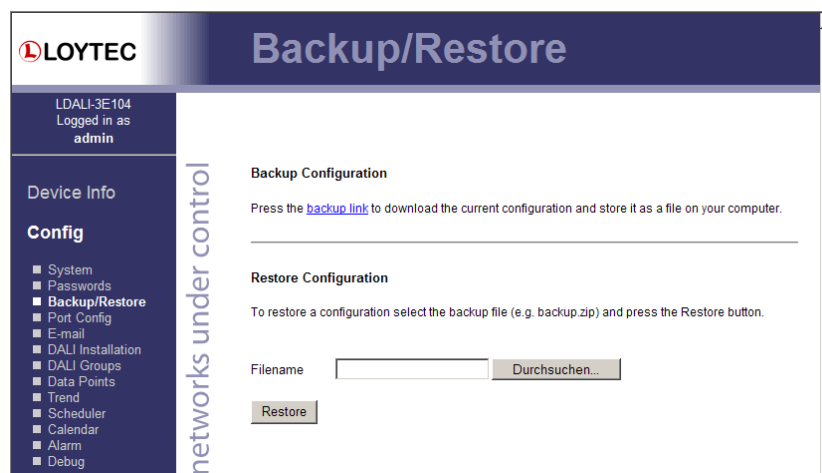 LOYTEC
Backup/Restore
LDALI-3E104
Logged in as
admin
Device Info
Config
System
Passwords
Backup/Restore
Port Config
E-mail
DALI Installation
DALI Groups
Data Points
Trend
Scheduler
Calendar
Alarm
Debug
networks under control
Backup Configuration
Press the backup link to download the current configuration and store it as a file on your computer.
Restore Configuration
To restore a configuration select the backup file (e.g. backup.zip) and press the Restore button.
Filename
Durchsuchen...
Restore